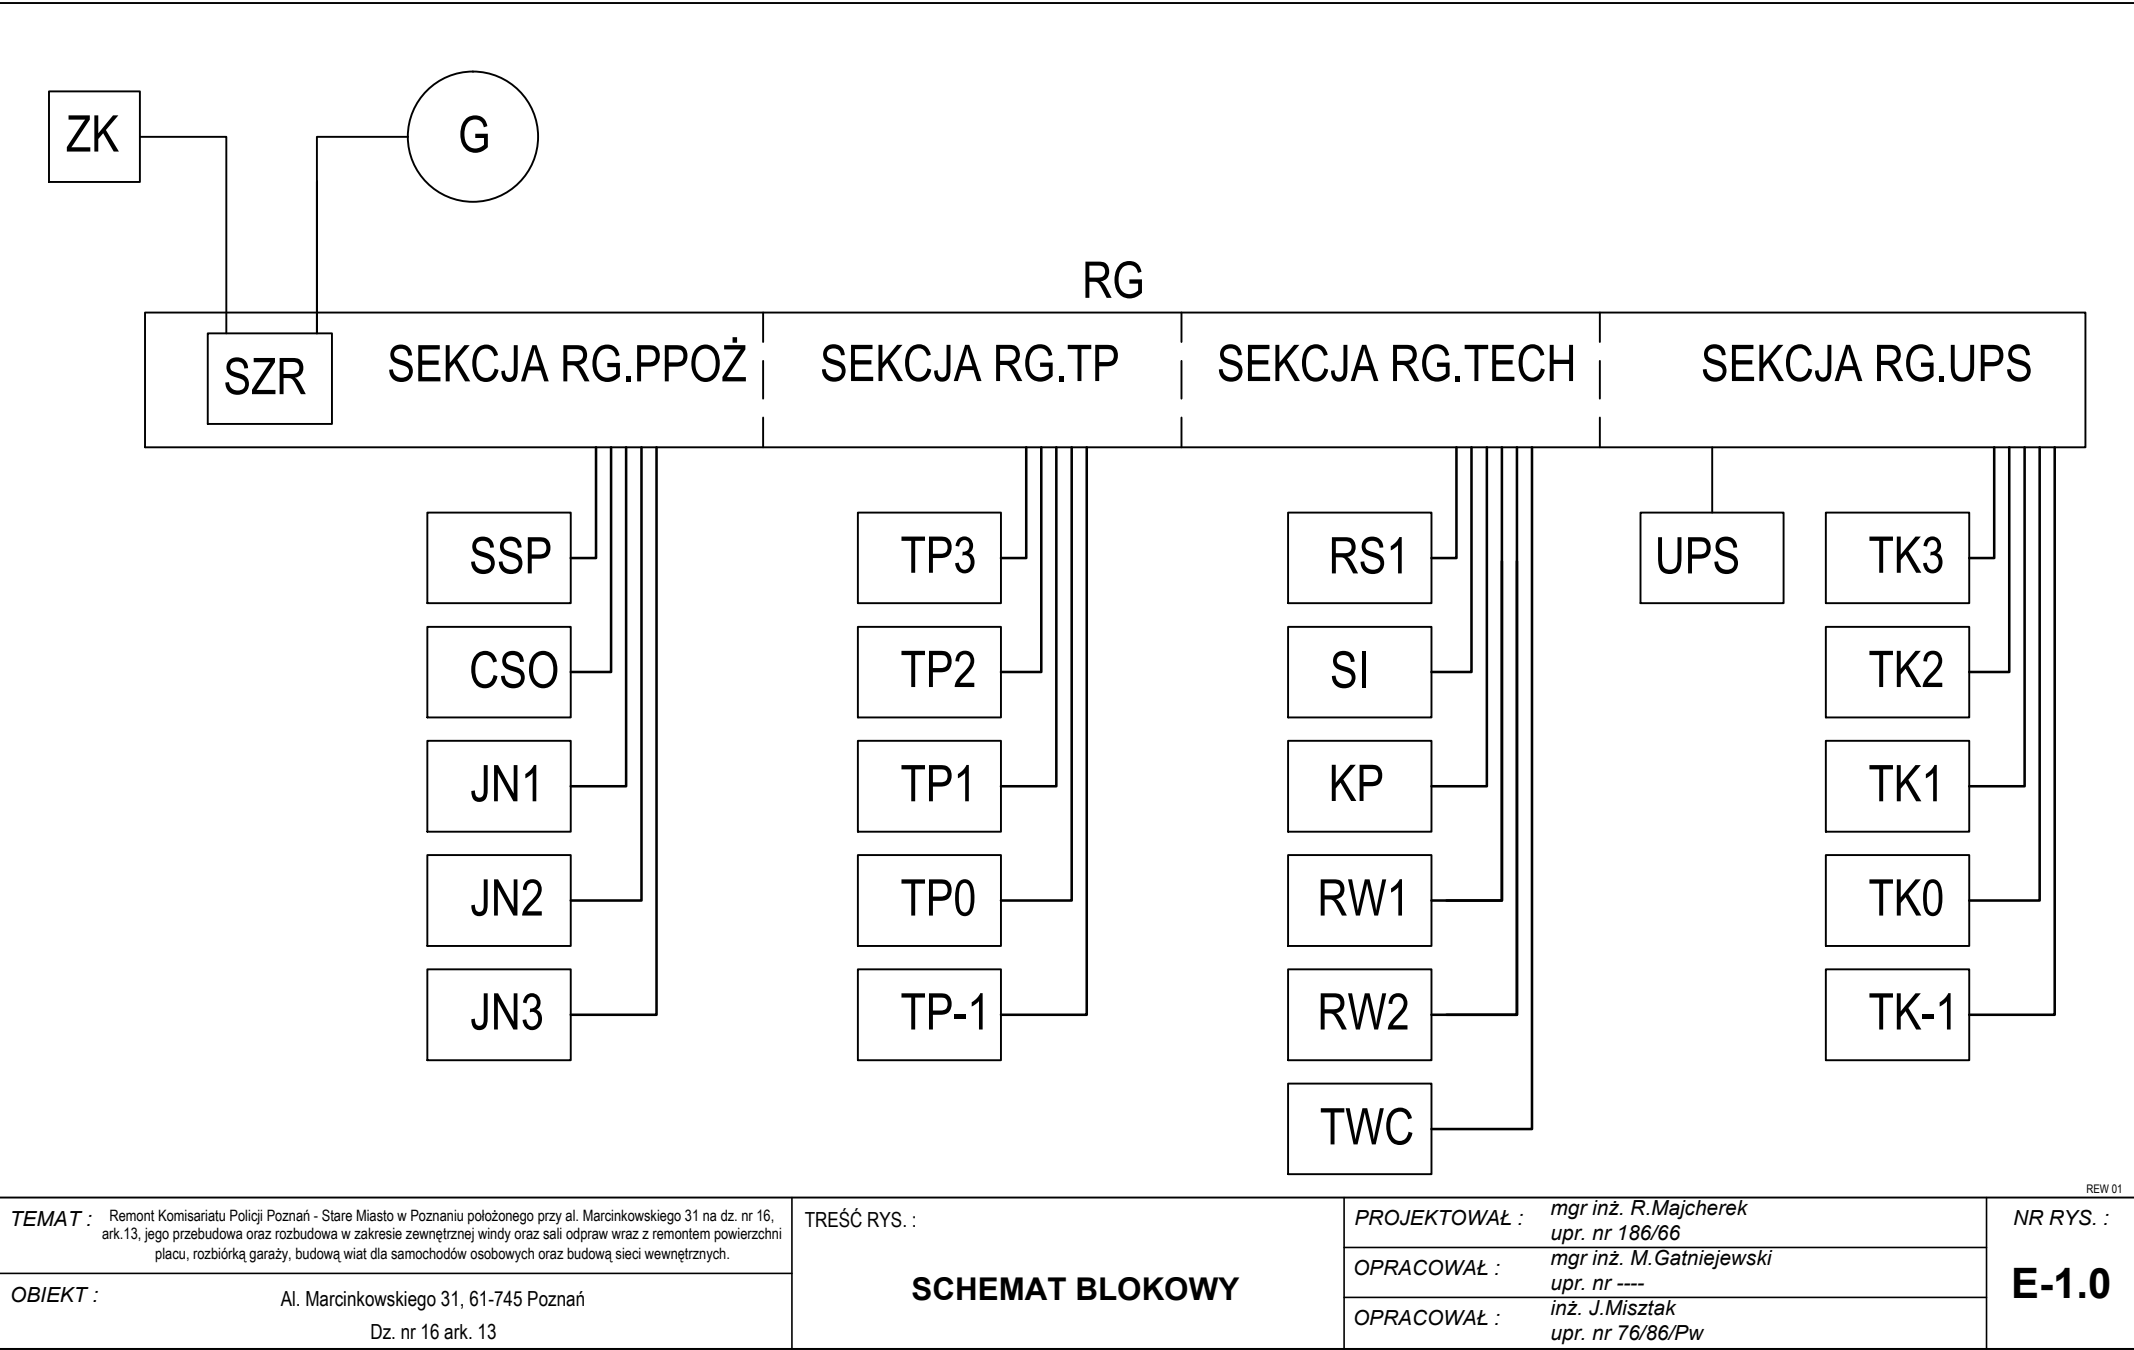 ZK
G
RG
SZR
SEKCJA RG.PPOŻ
SEKCJA RG.TP
SEKCJA RG.TECH
SEKCJA RG.UPS
SSP
CSO
JN1
JN2
JN3
TP3
TP2
TP1
TP0
TP-1
RS1
SI
KP
RW1
RW2
TWC
UPS
TK3
TK2
TK1
TK0
TK-1
REW 01
TEMAT :
Remont Komisariatu Policji Poznań - Stare Miasto w Poznaniu położonego przy al. Marcinkowskiego 31 na dz. nr 16,
ark.13, jego przebudowa oraz rozbudowa w zakresie zewnętrznej windy oraz sali odpraw wraz z remontem powierzchni
placu, rozbiórką garaży, budową wiat dla samochodów osobowych oraz budową sieci wewnętrznych.
OBIEKT :
Al. Marcinkowskiego 31, 61-745 Poznań
Dz. nr 16 ark. 13
TREŚĆ RYS. :
SCHEMAT BLOKOWY
PROJEKTOWAŁ :
mgr inż. R.Majcherek
upr. nr 186/66
OPRACOWAŁ :
mgr inż. M.Gatniejewski
upr. nr ----
OPRACOWAŁ :
inż. J.Misztak
upr. nr 76/86/Pw
NR RYS. :
E-1.0